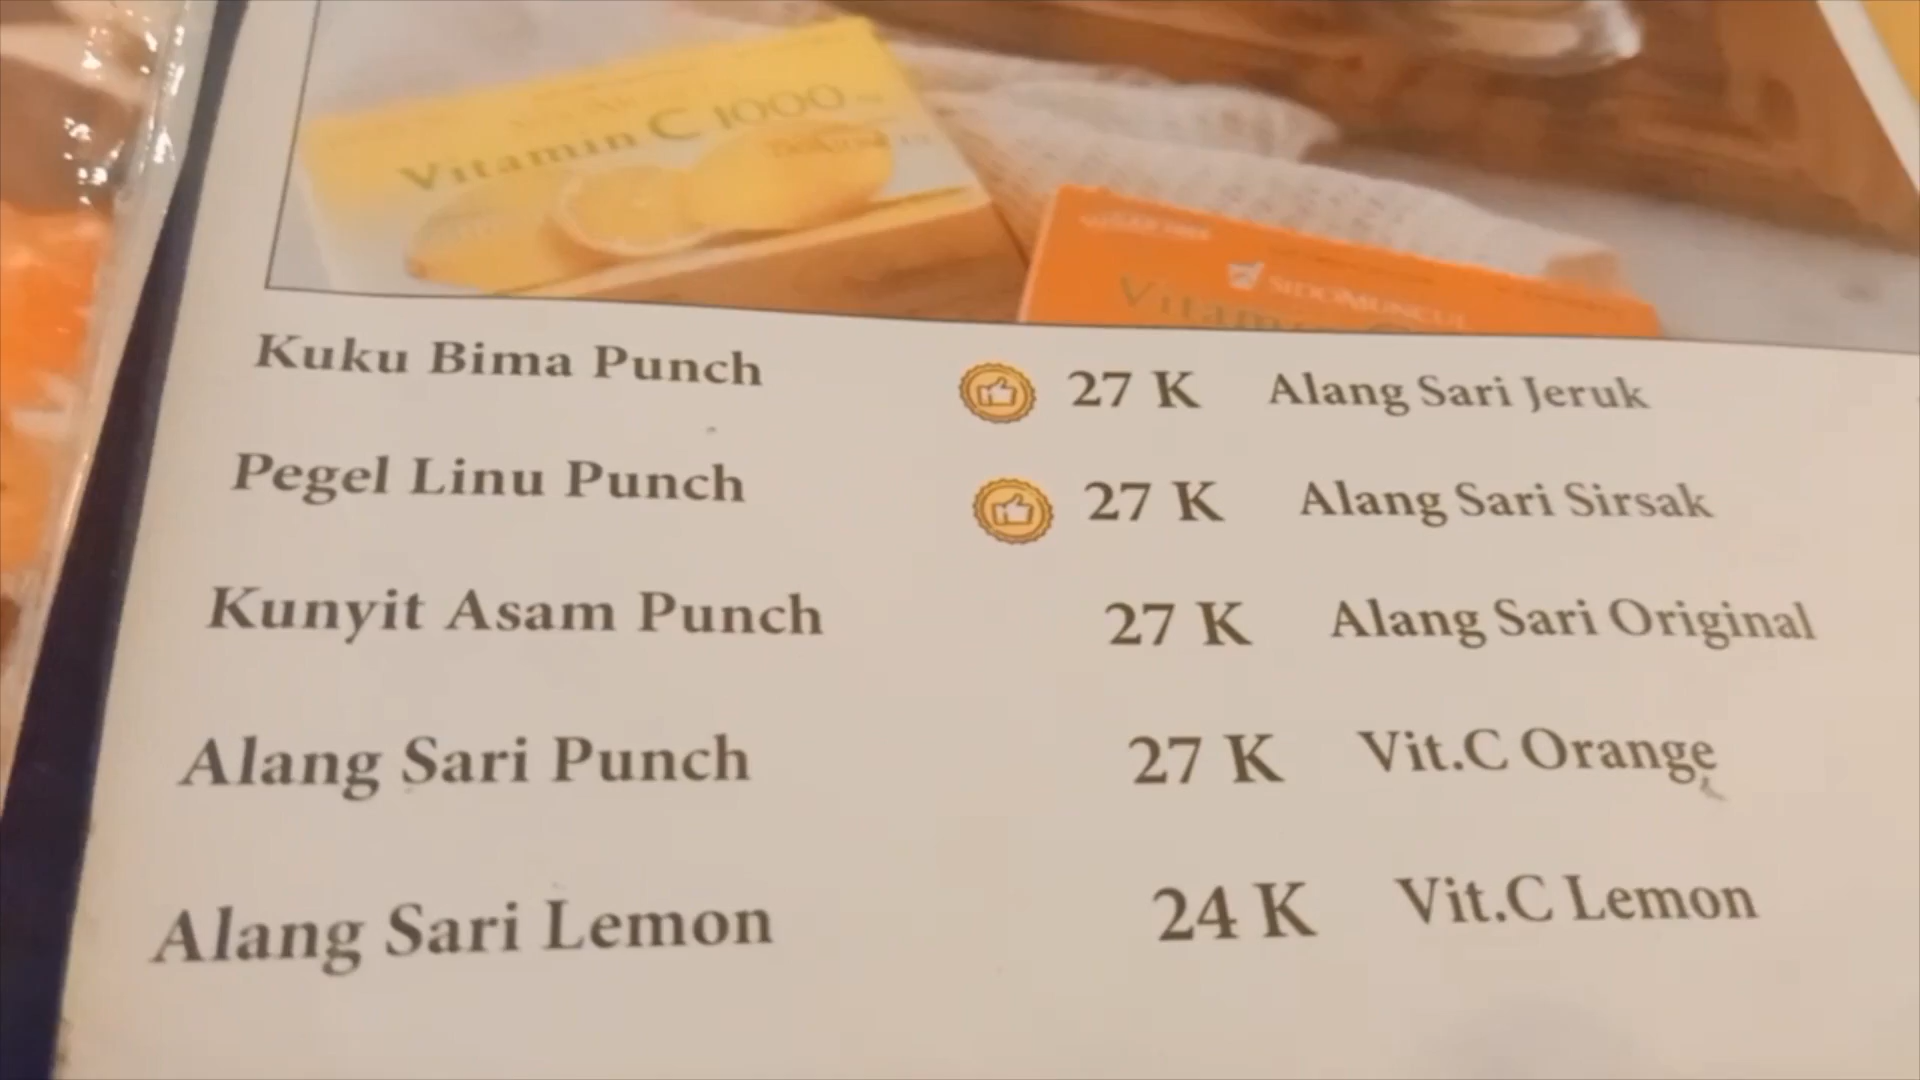 Vitamin C 1000
SIDOMUNCUL
Kuku Bima Punch 27 K
Pegel Linu Punch 27 K
Kunyit Asam Punch 27 K
Alang Sari Punch 27 K
Alang Sari Lemon 24 K
Alang Sari Jeruk
Alang Sari Sirsak
Alang Sari Original
Vit.C Orange
Vit.C Lemon